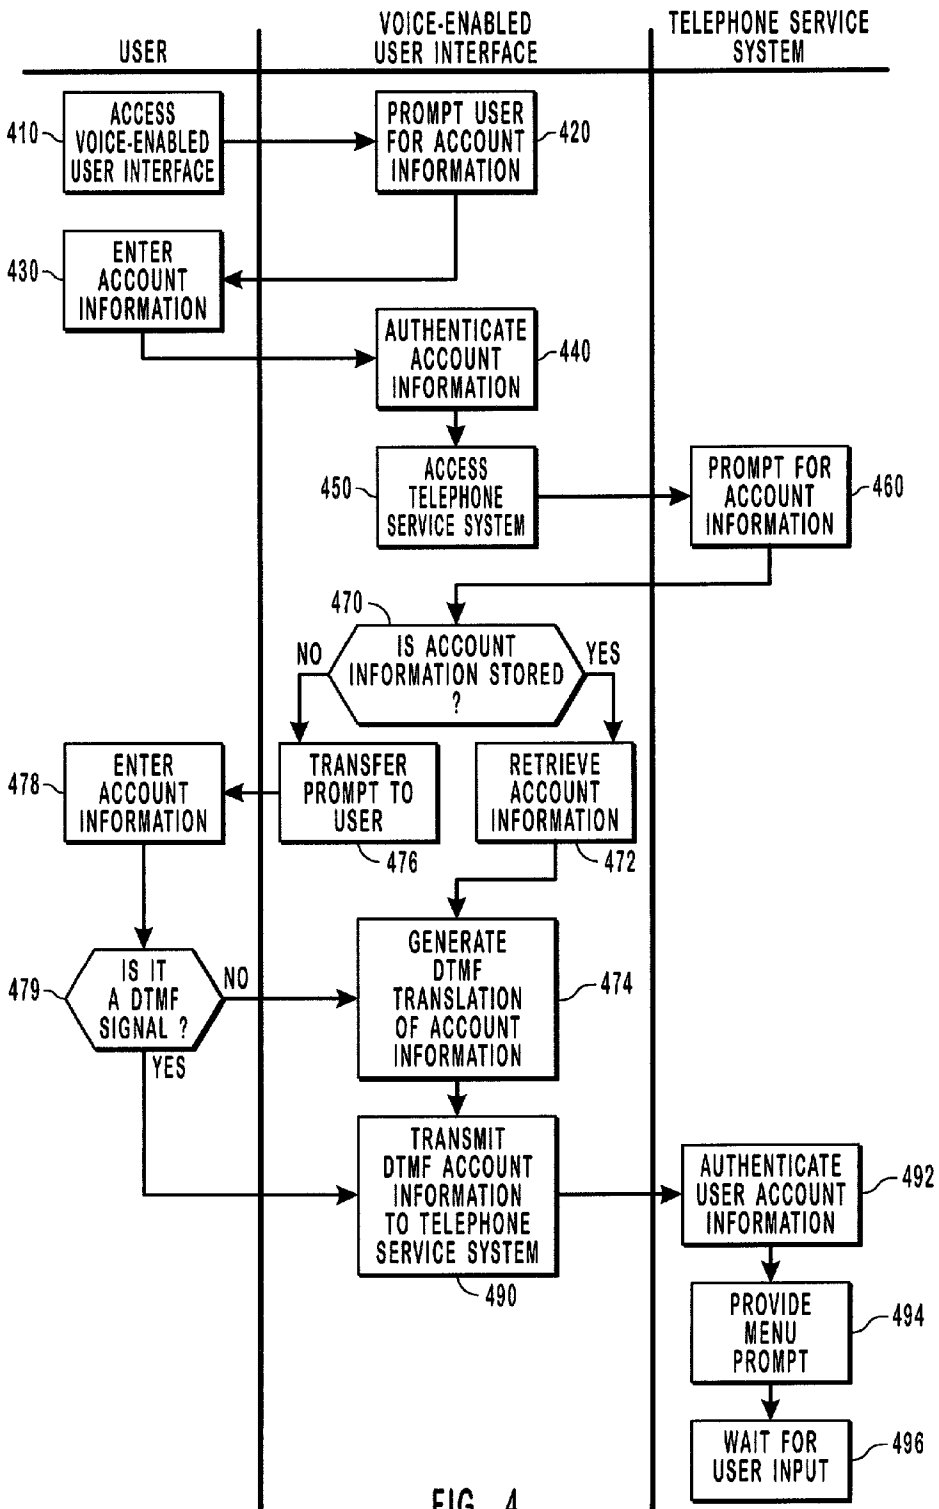 USER
VOICE-ENABLED
USER INTERFACE
TELEPHONE SERVICE
SYSTEM
410
ACCESS
VOICE-ENABLED
USER INTERFACE
PROMPT USER
FOR ACCOUNT
INFORMATION
420
430
ENTER
ACCOUNT
INFORMATION
AUTHENTICATE
ACCOUNT
INFORMATION
440
450
ACCESS
TELEPHONE
SERVICE SYSTEM
PROMPT FOR
ACCOUNT
INFORMATION
460
470
NO
IS ACCOUNT
INFORMATION STORED
?
YES
478
ENTER
ACCOUNT
INFORMATION
TRANSFER
PROMPT TO
USER
476
RETRIEVE
ACCOUNT
INFORMATION
472
479
IS IT
A DTMF
SIGNAL ?
NO
YES
GENERATE
DTMF
TRANSLATION
OF ACCOUNT
INFORMATION
474
TRANSMIT
DTMF ACCOUNT
INFORMATION
TO TELEPHONE
SERVICE SYSTEM
490
AUTHENTICATE
USER ACCOUNT
INFORMATION
492
PROVIDE
MENU
PROMPT
494
WAIT FOR
USER INPUT
496
FIG. 4